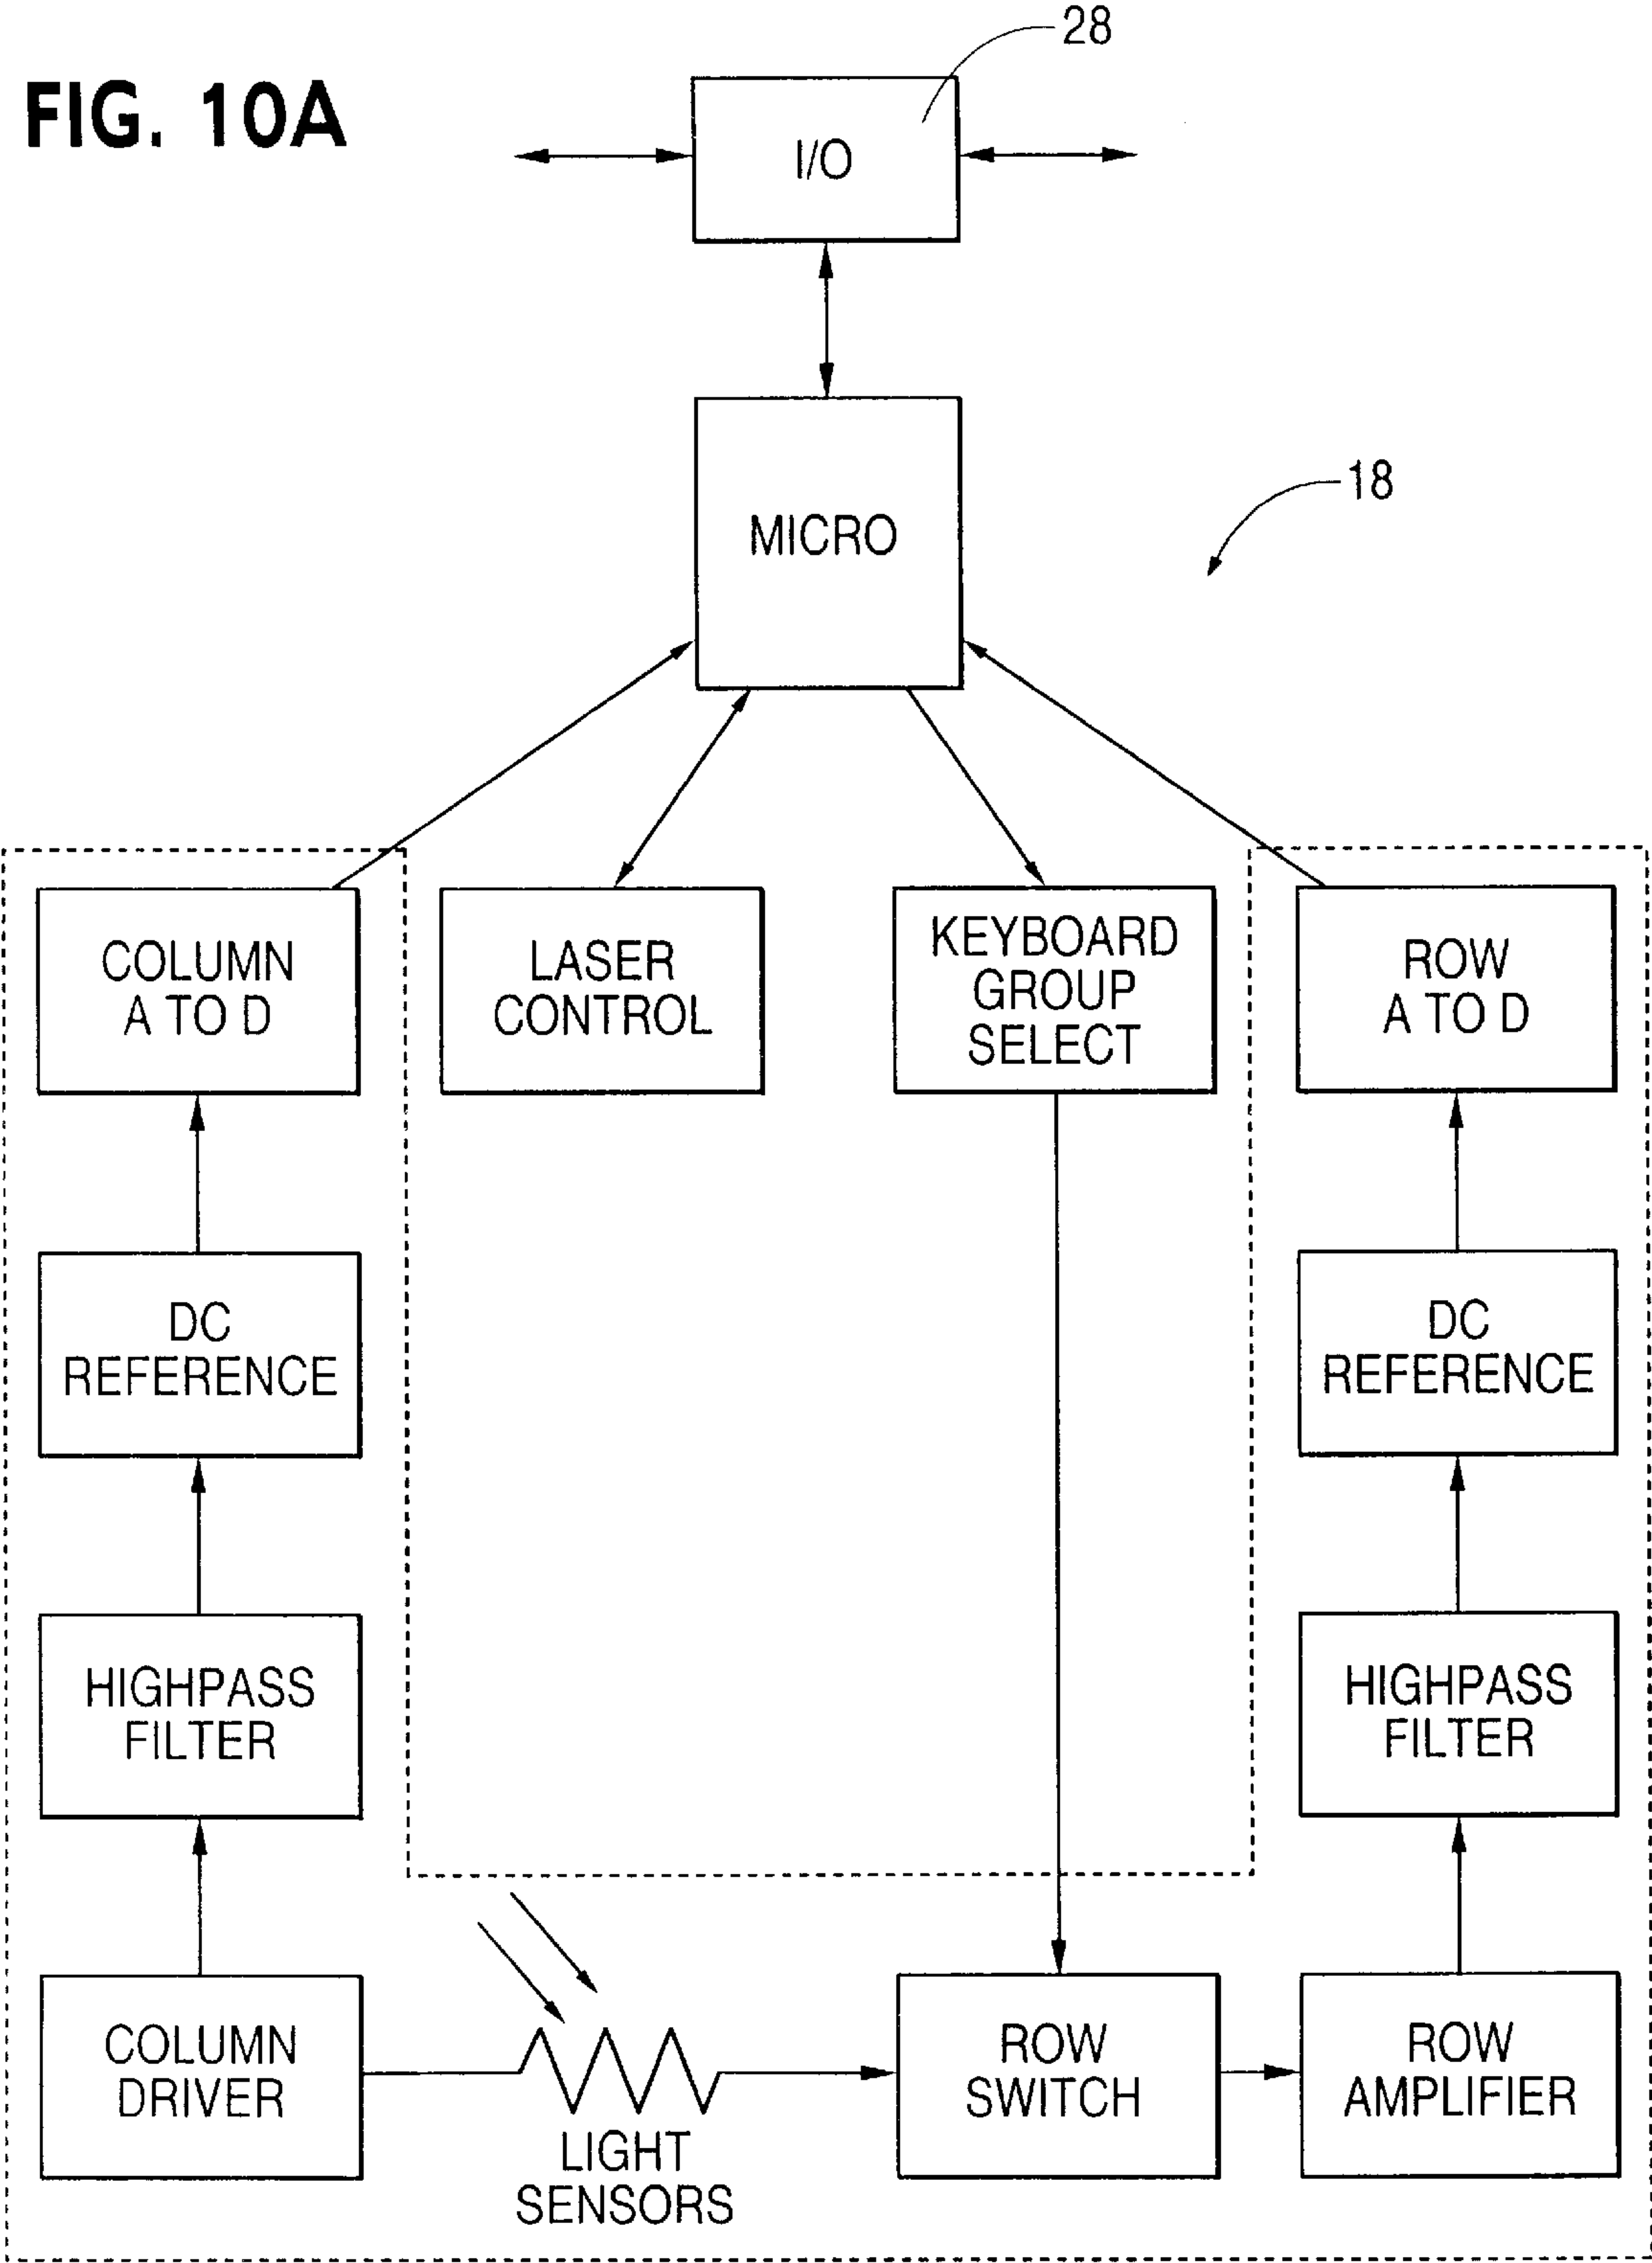 28
FIG. 10A
I/O
18
MICRO
COLUMN
A TO D
LASER
CONTROL
KEYBOARD
GROUP
SELECT
ROW
A TO D
DC
REFERENCE
DC
REFERENCE
HIGHPASS
FILTER
HIGHPASS
FILTER
COLUMN
DRIVER
LIGHT
SENSORS
ROW
SWITCH
ROW
AMPLIFIER